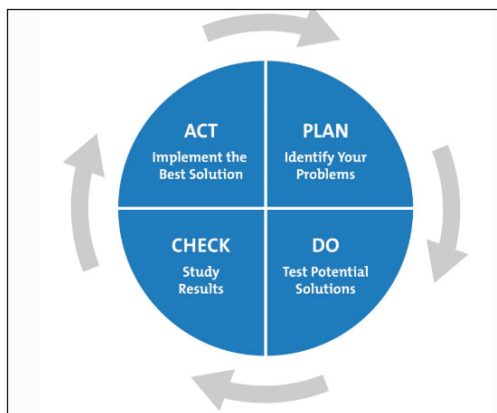 ACT
Implement the
Best Solution
PLAN
Identify Your
Problems
CHECK
Study
Results
DO
Test Potential
Solutions